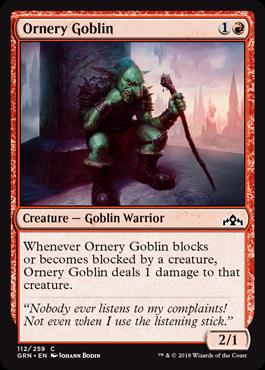 Ornery Goblin 1
Creature — Goblin Warrior
Whenever Ornery Goblin blocks
or becomes blocked by a creature,
Ornery Goblin deals 1 damage to that
creature.
“Nobody ever listens to my complaints!
Not even when I use the listening stick.”
2/1
112/259 C
GRN • EN Johann Bodin
™ & © 2018 Wizards of the Coast